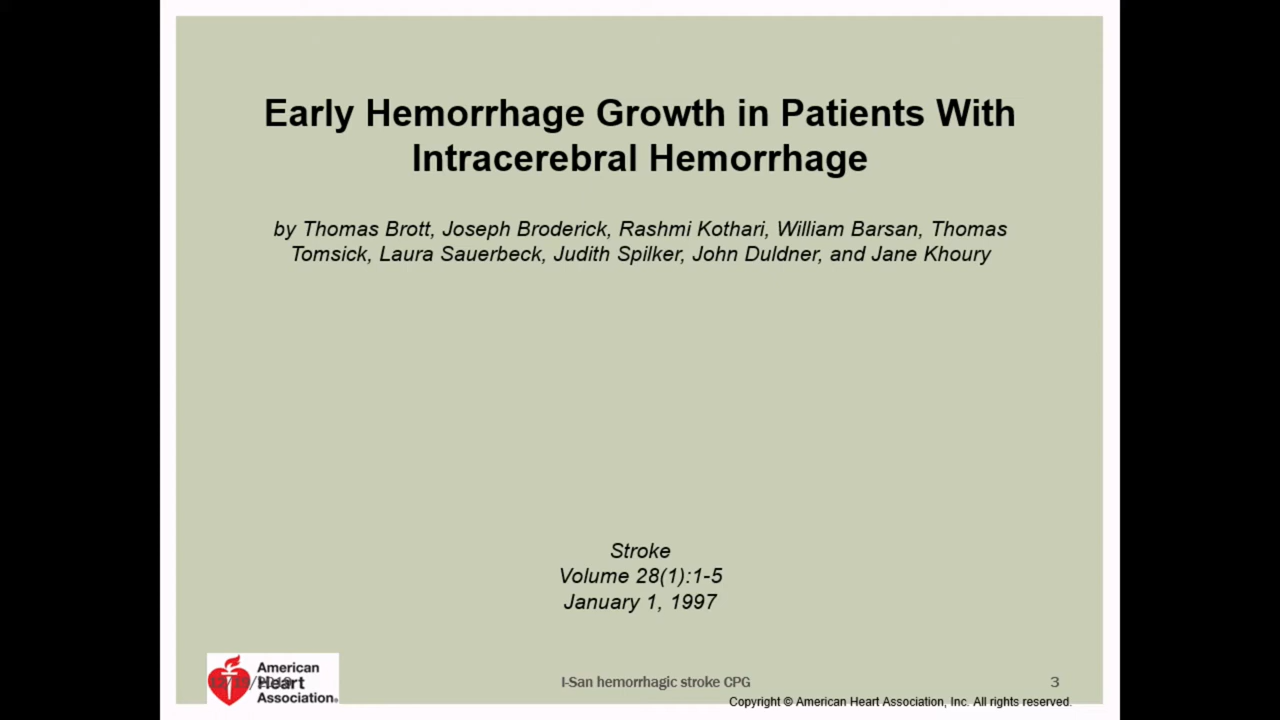 Early Hemorrhage Growth in Patients With
Intracerebral Hemorrhage
by Thomas Brott, Joseph Broderick, Rashmi Kothari, William Barsan, Thomas
Tomsick, Laura Sauerbeck, Judith Spilker, John Duldner, and Jane Khoury
Stroke
Volume 28(1):1-5
January 1, 1997
American
Heart
Association®
I-San hemorrhagic stroke CPG
3
Copyright © American Heart Association, Inc. All rights reserved.